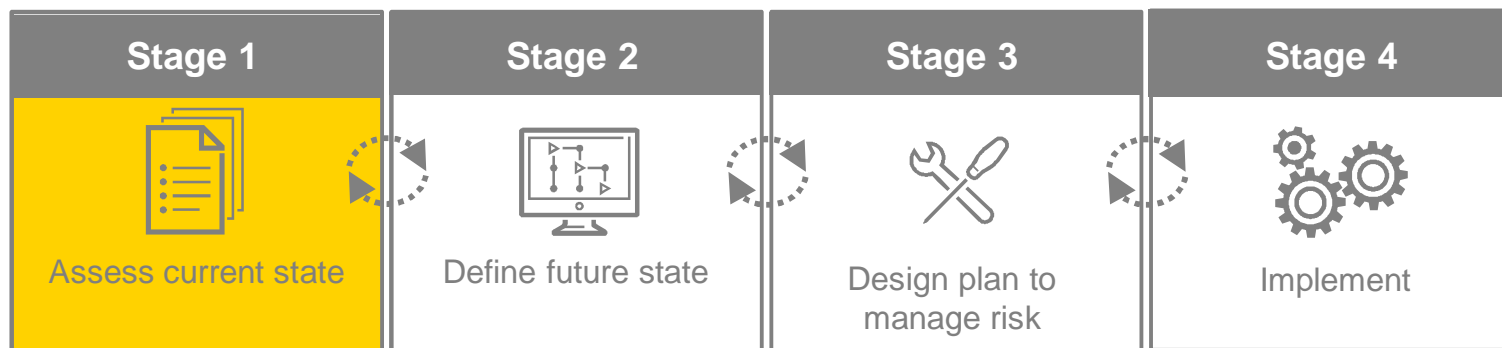 Stage 1
Stage 2
Stage 3
Stage 4
Assess current state
Define future state
Design plan to
manage risk
Implement